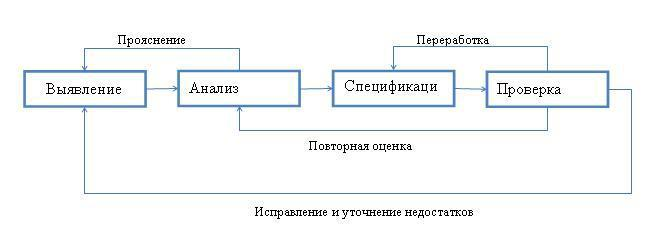 Прояснение
Переработка
Выявление
Анализ
Спецификаци
Проверка
Повторная оценка
Исправление и уточнение недостатков